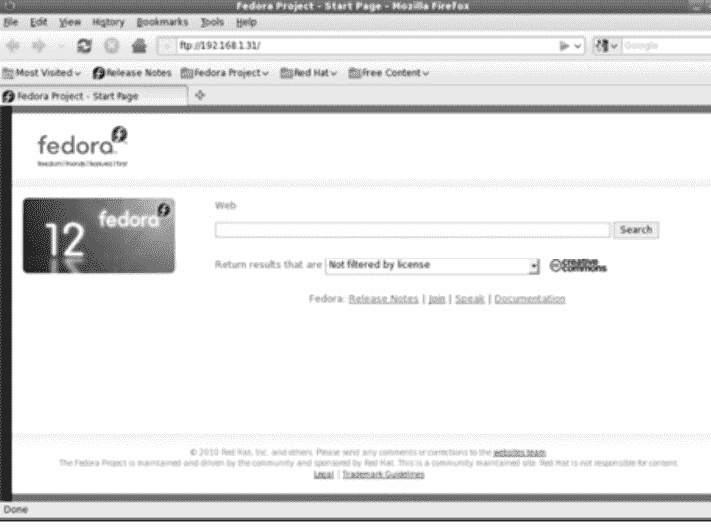 Fedora Project - Start Page - Mozilla Firefox
File Edit View History Bookmarks Tools Help
ftp://192.168.1.31/ Google
Most Visited Release Notes Fedora Project Red Hat Free Content
Fedora Project - Start Page
fedora
freedom | friends | features | first
fedora
12
Web
Search
Return results that are Not filtered by license creative commons
Fedora: Release Notes | Join | Speak | Documentation
© 2010 Red Hat, Inc. and others. Please send any comments or corrections to the websites team.
The Fedora Project is maintained and driven by the community and sponsored by Red Hat. This is a community maintained site. Red Hat is not responsible for content.
Legal | Trademark Guidelines
Done